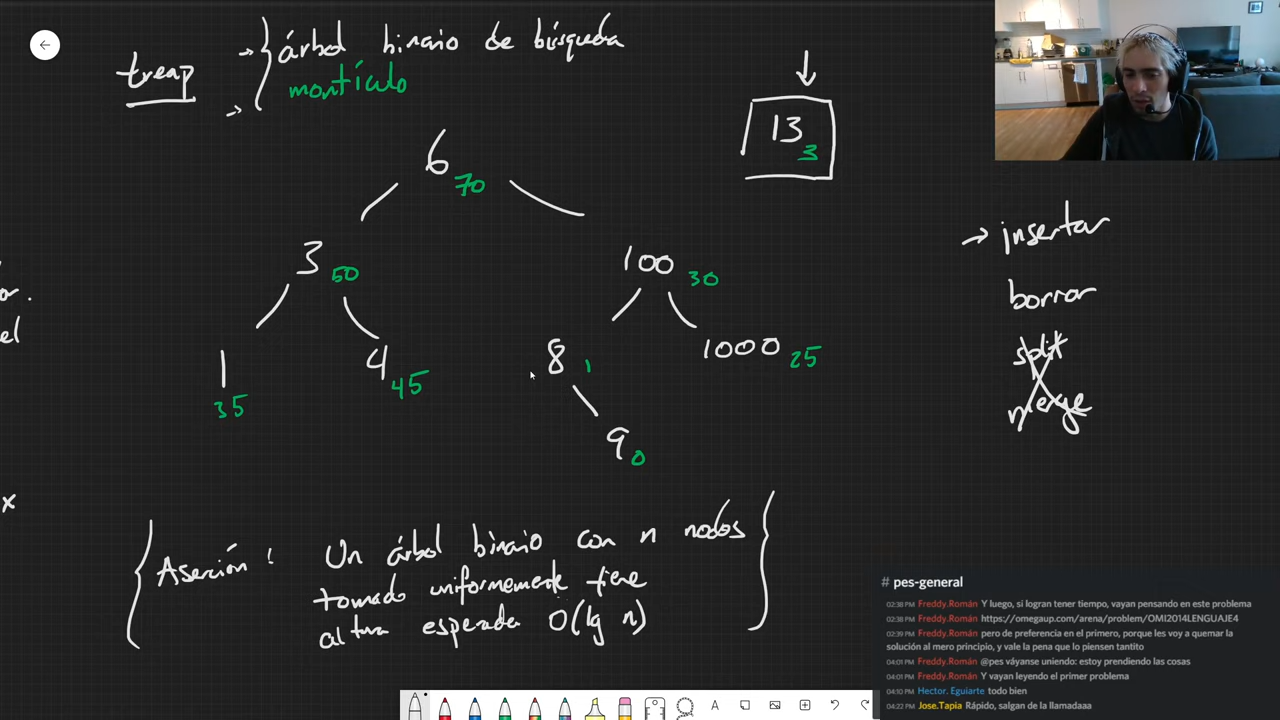 treap
árbol binario de búsqueda
montículo
13
3
6
70
3
50
100
30
1
35
4
45
8
1
1000
25
9
0
or.
el
x
insertar
borrar
split
merge
Aserción: Un árbol binario con n nodos
tomado uniformemente tiene
altura esperada O(lg n)
# pes-general
02:38 PM Freddy.Román Y luego, si logran tener tiempo, vayan pensando en este problema
02:38 PM Freddy.Román https://omegaup.com/arena/problem/OMI2014LENGUAJE4
02:39 PM Freddy.Román pero de preferencia en el primero, porque les voy a quemar la
solución al mero principio, y vale la pena que lo piensen tantito
04:01 PM Freddy.Román @pes váyanse uniendo: estoy prendiendo las cosas
04:01 PM Freddy.Román Y vayan leyendo el primer problema
04:10 PM Hector. Eguiarte todo bien
04:22 PM Jose.Tapia Rápido, salgan de la llamadaaa